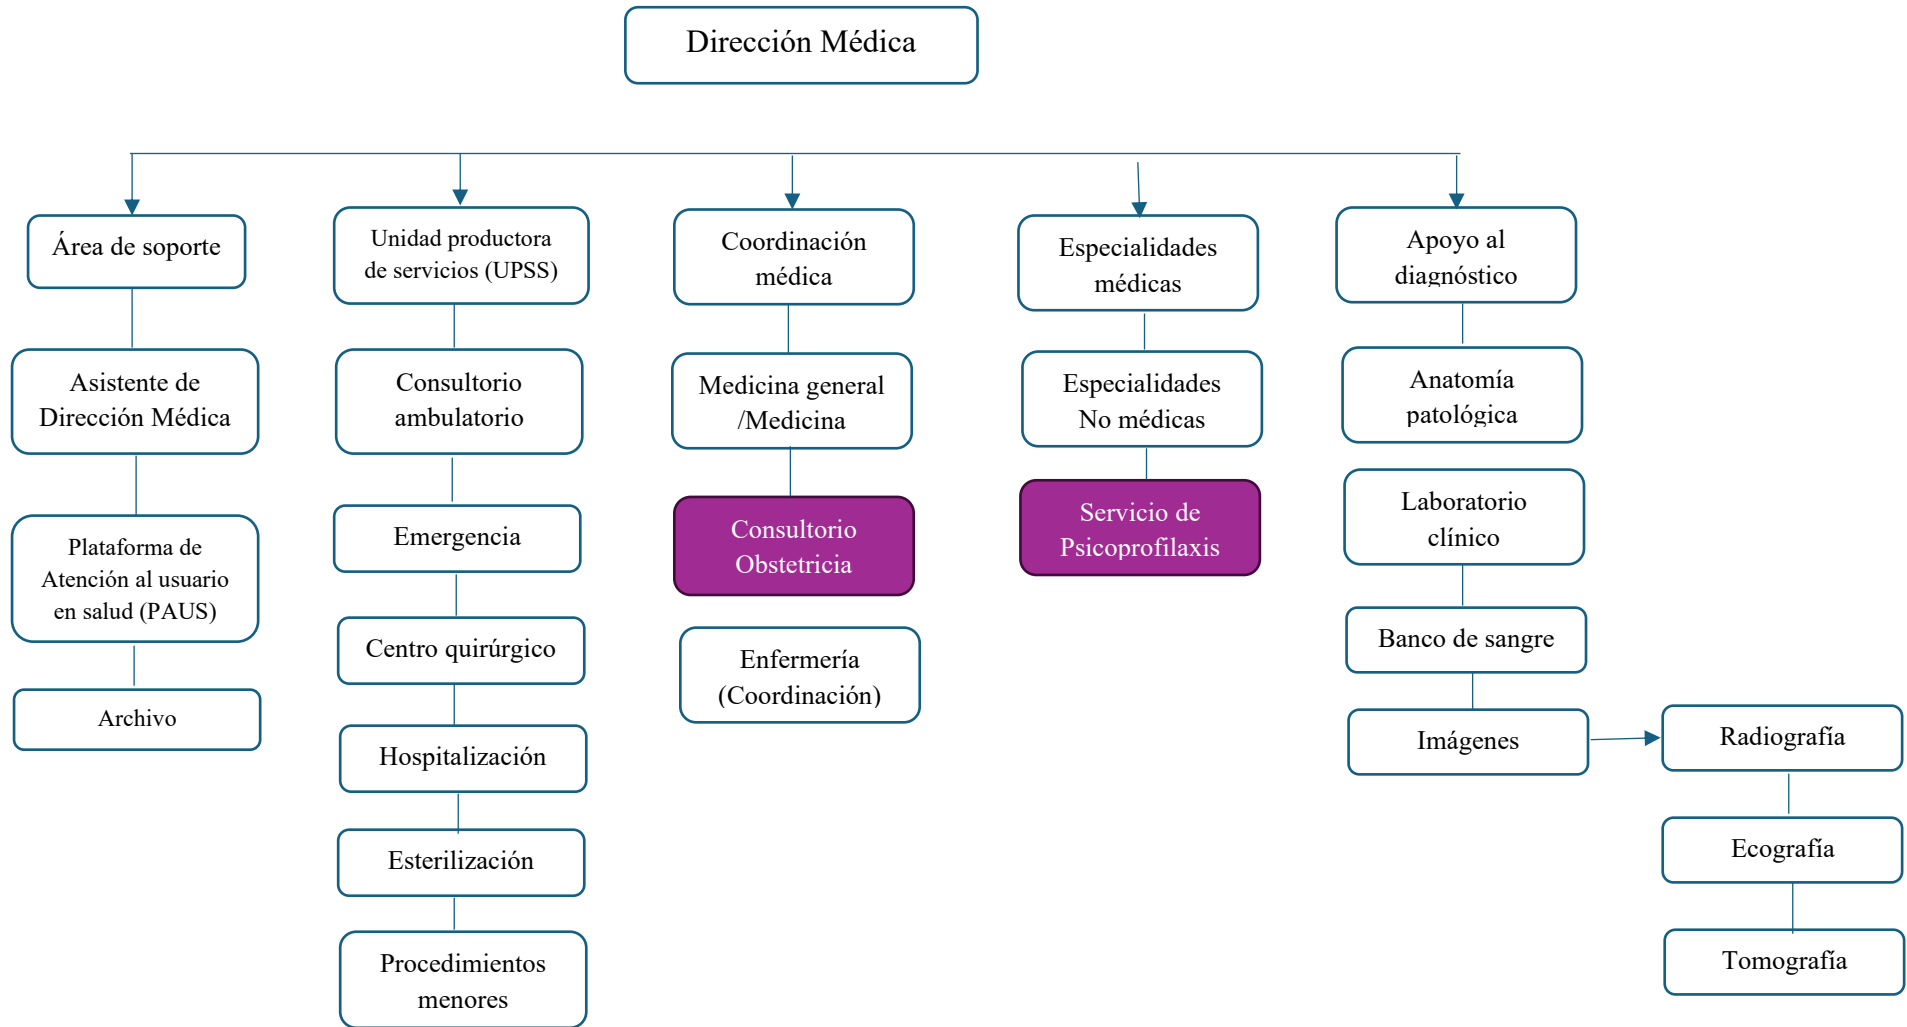 Dirección Médica
Área de soporte
Asistente de
Dirección Médica
Plataforma de
Atención al usuario
en salud (PAUS)
Archivo
Unidad productora
de servicios (UPSS)
Consultorio
ambulatorio
Emergencia
Centro quirúrgico
Hospitalización
Esterilización
Procedimientos
menores
Coordinación
médica
Medicina general
/Medicina
Consultorio
Obstetricia
Enfermería
(Coordinación)
Especialidades
médicas
Especialidades
No médicas
Servicio de
Psicoprofilaxis
Apoyo al
diagnóstico
Anatomía
patológica
Laboratorio
clínico
Banco de sangre
Imágenes
Radiografía
Ecografía
Tomografía